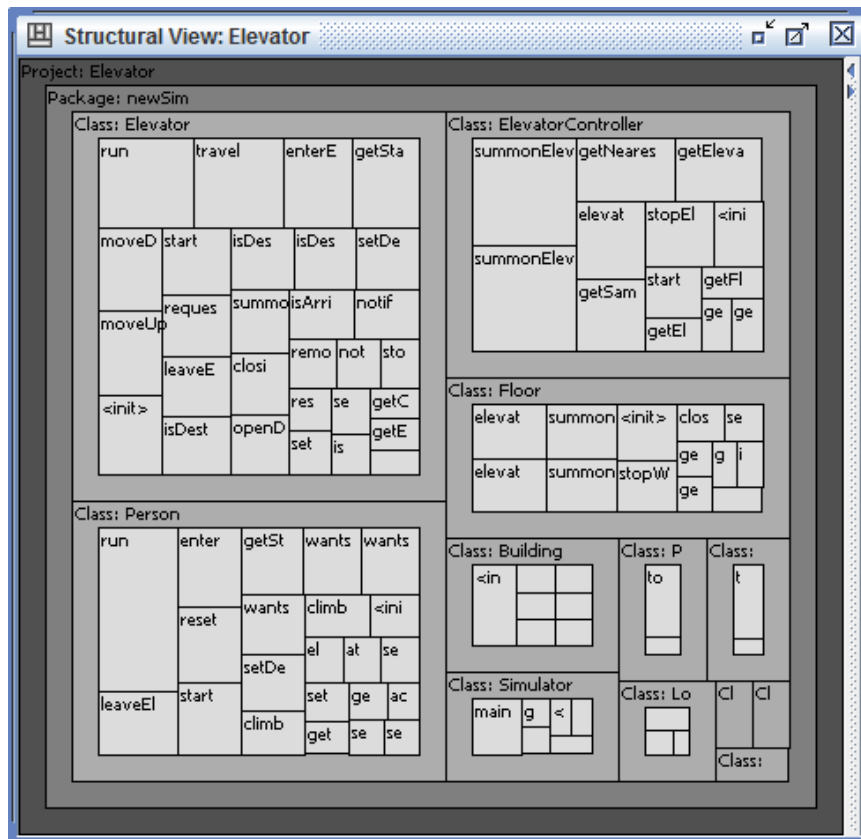 Structural View: Elevator
Project: Elevator
Package: newSim
Class: Elevator
run travel enterE getSta
moveD start isDes isDes setDe
reques summo isArri notif
moveUp
leaveE closi remo not sto
<init> res se getC
isDest openD set is getE
Class: ElevatorController
summonElev getNeares getEleva
elevat stopEl <ini
summonElev
getSam start getFl
ge ge
getEl
Class: Floor
elevat summon <init> clos se
ge g i
elevat summon stopW
ge
Class: Person
run enter getSt wants wants
reset wants climb <ini
el at se
setDe
leaveEl start set ge ac
climb get se se
Class: Building
<in
Class: P
to
Class:
t
Class: Simulator
main g <
Class: Lo
Cl Cl
Class: